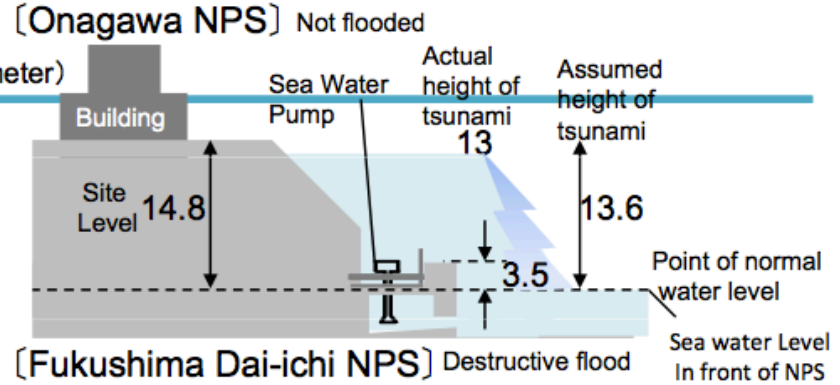 〔Onagawa NPS〕 Not flooded
meter）
Building
Sea Water
Pump
Actual
height of
tsunami
13
Assumed
height of
tsunami
Site
Level
14.8
13.6
3.5
Point of normal
water level
Sea water Level
In front of NPS
〔Fukushima Dai-ichi NPS〕 Destructive flood